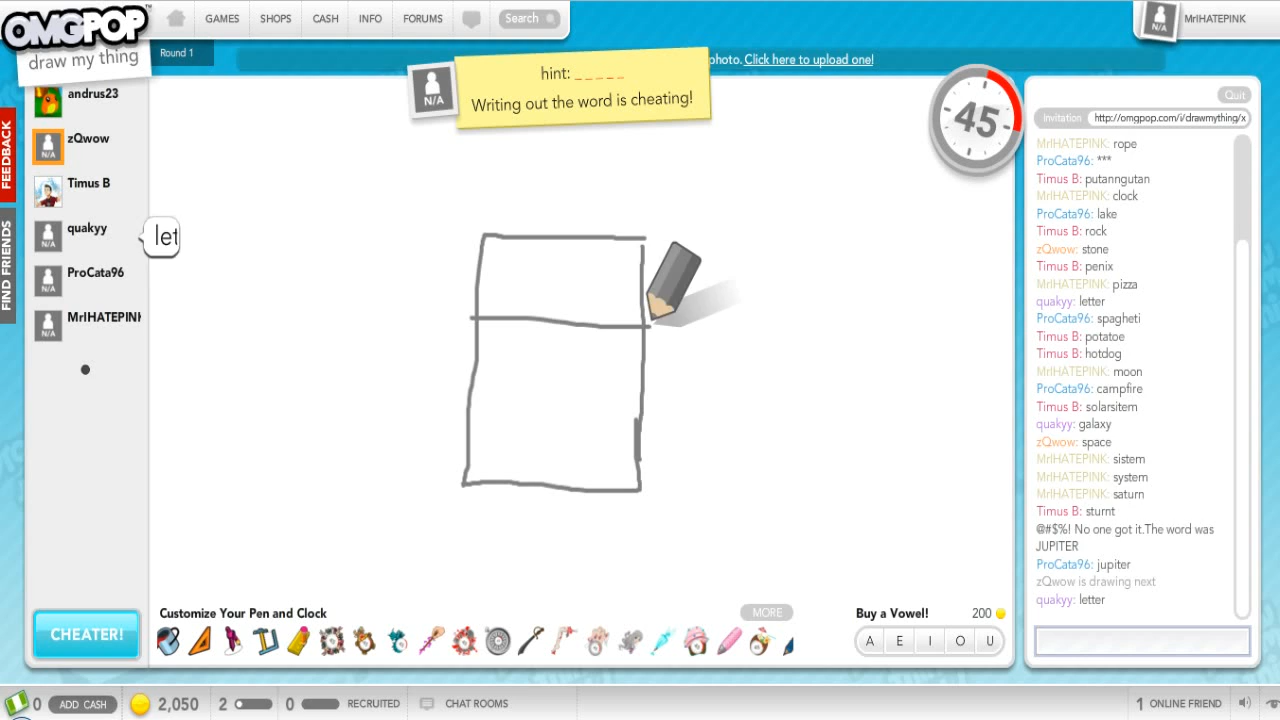 OMGPOP™
GAMES SHOPS CASH INFO FORUMS Search
N/A MrIHATEPINK
draw my thing
Round 1
photo. Click here to upload one!
N/A
hint: _ _ _ _ _
Writing out the word is cheating!
45
Quit
Invitation http://omgpop.com/i/drawmything/x
FEEDBACK
FIND FRIENDS
andrus23
N/A zQwow
Timus B
N/A quakyy
let
N/A ProCata96
N/A MrIHATEPINK
CHEATER!
MrIHATEPINK: rope
ProCata96: ***
Timus B: putanngutan
MrIHATEPINK: clock
ProCata96: lake
Timus B: rock
zQwow: stone
Timus B: penix
MrIHATEPINK: pizza
quakyy: letter
ProCata96: spagheti
Timus B: potatoe
Timus B: hotdog
MrIHATEPINK: moon
ProCata96: campfire
Timus B: solarsitem
quakyy: galaxy
zQwow: space
MrIHATEPINK: sistem
MrIHATEPINK: system
MrIHATEPINK: saturn
Timus B: sturnt
@#$%! No one got it.The word was
JUPITER
ProCata96: jupiter
zQwow is drawing next
quakyy: letter
Customize Your Pen and Clock MORE
Buy a Vowel! 200
A E I O U
0 ADD CASH 2,050 2 0 RECRUITED CHAT ROOMS 1 ONLINE FRIEND